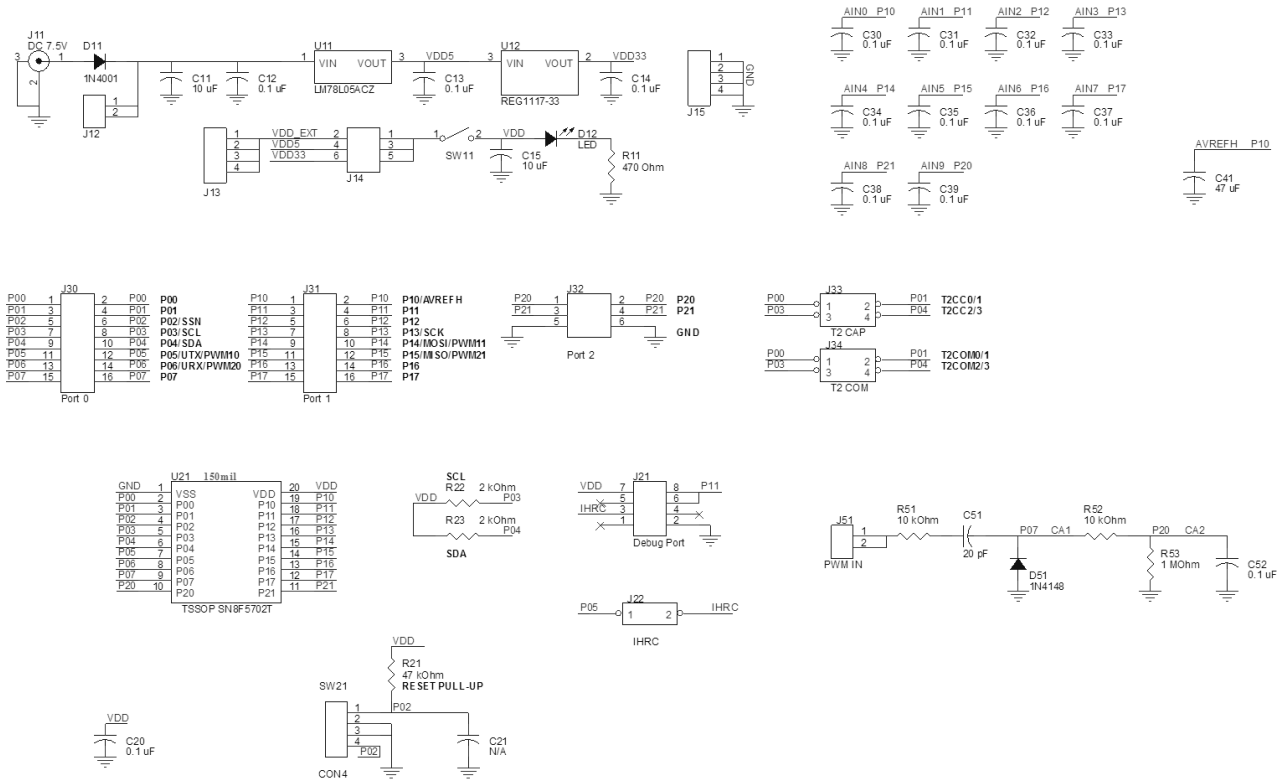 J11
DC 7.5V
3
1
2
D11
1N4001
J12
1
2
C11
10 uF
C12
0.1 uF
U11
1
VIN
VOUT
3
LM78L05ACZ
VDD5
C13
0.1 uF
U12
3
VIN
VOUT
2
REG1117-33
VDD33
C14
0.1 uF
J15
1
2
3
4
GND
J13
1
2
3
4
VDD_EXT
VDD5
VDD33
2
4
6
J14
1
3
5
1
2
SW11
VDD
C15
10 uF
D12
LED
R11
470 Ohm
AIN0 P10
C30
0.1 uF
AIN1 P11
C31
0.1 uF
AIN2 P12
C32
0.1 uF
AIN3 P13
C33
0.1 uF
AIN4 P14
C34
0.1 uF
AIN5 P15
C35
0.1 uF
AIN6 P16
C36
0.1 uF
AIN7 P17
C37
0.1 uF
AIN8 P21
C38
0.1 uF
AIN9 P20
C39
0.1 uF
AVREFH P10
C41
47 uF
J30
P00 1 2 P00 P00
P01 3 4 P01 P01
P02 5 6 P02 P02/SSN
P03 7 8 P03 P03/SCL
P04 9 10 P04 P04/SDA
P05 11 12 P05 P05/UTX/PWM10
P06 13 14 P06 P06/URX/PWM20
P07 15 16 P07 P07
Port 0
J31
P10 1 2 P10 P10/AVREFH
P11 3 4 P11 P11
P12 5 6 P12 P12
P13 7 8 P13 P13/SCK
P14 9 10 P14 P14/MOSI/PWM11
P15 11 12 P15 P15/MISO/PWM21
P16 13 14 P16 P16
P17 15 16 P17 P17
Port 1
J32
P20 1 2 P20 P20
P21 3 4 P21 P21
5 6 GND
Port 2
J33
P00 1 2 P01 T2CC0/1
P03 3 4 P04 T2CC2/3
T2 CAP
J34
P00 1 2 P01 T2COM0/1
P03 3 4 P04 T2COM2/3
T2 COM
U21 150mil
GND 1 VSS VDD 20 VDD
P00 2 P00 P10 19 P10
P01 3 P01 P11 18 P11
P02 4 P02 P12 17 P12
P03 5 P03 P13 16 P13
P04 6 P04 P14 15 P14
P05 7 P05 P15 14 P15
P06 8 P06 P16 13 P16
P07 9 P07 P17 12 P17
P20 10 P20 P21 11 P21
TSSOP SN8F5702T
SCL
R22 2 kOhm
VDD
P03
R23 2 kOhm
P04
SDA
J21
VDD 7 8 P11
5 6
IHRC 3 4
1 2
Debug Port
J22
P05 1 2 IHRC
IHRC
J51
1
2
PWM IN
R51
10 kOhm
C51
20 pF
P07 CA1
D51
1N4148
R52
10 kOhm
P20 CA2
R53
1 MOhm
C52
0.1 uF
VDD
R21
47 kOhm
RESET PULL-UP
SW21
1
2
3
4
P02
P02
CON4
C21
N/A
VDD
C20
0.1 uF